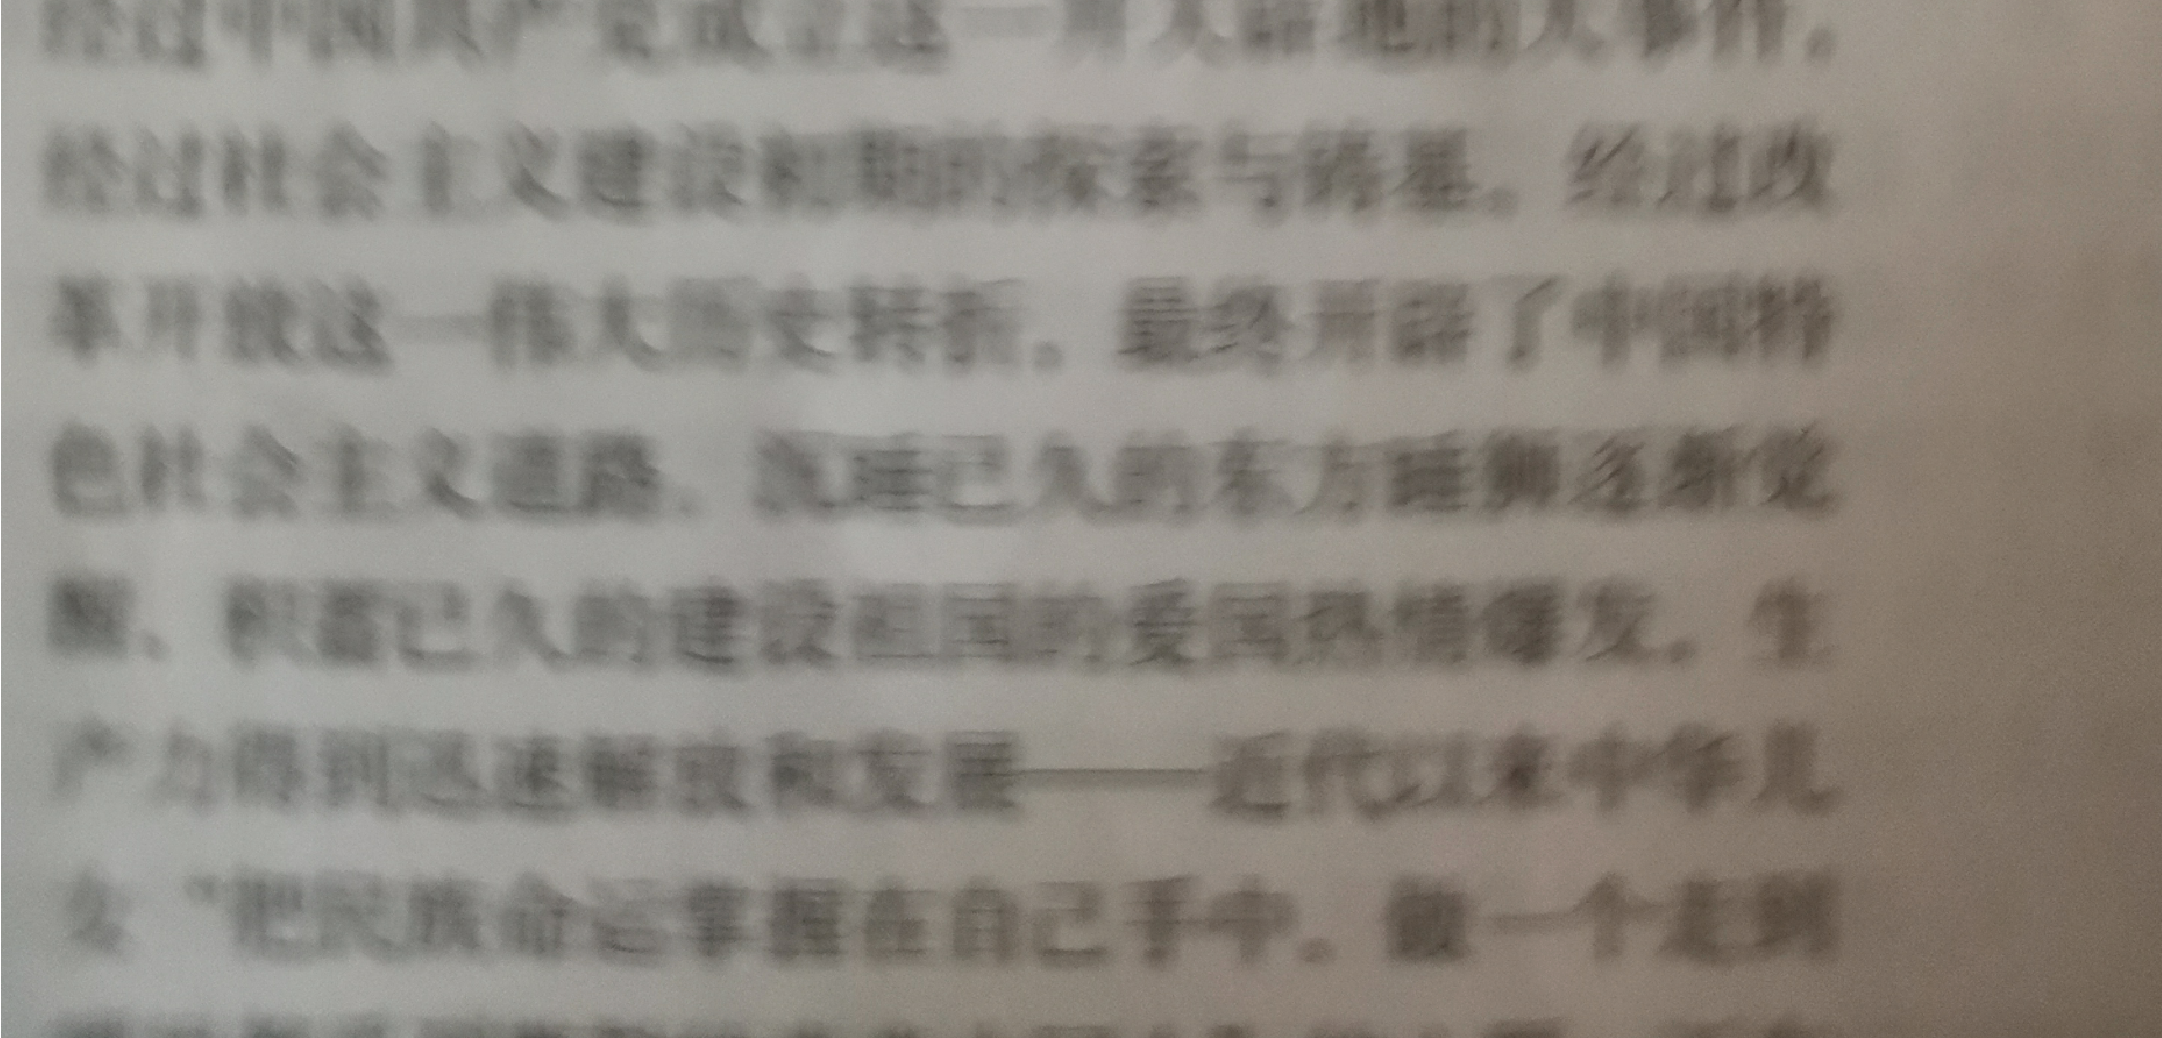 经过中国共产党成立这一开天辟地的大事件，
经过社会主义建设初期的探索与奠基，经过改
革开放这一伟大历史转折，最终开辟了中国特
色社会主义道路，沉睡已久的东方睡狮逐渐觉
醒，积蓄已久的建设祖国的爱国热情爆发，生
产力得到迅速解放和发展——近代以来中华儿
女“把民族命运掌握在自己手中，做一个走到